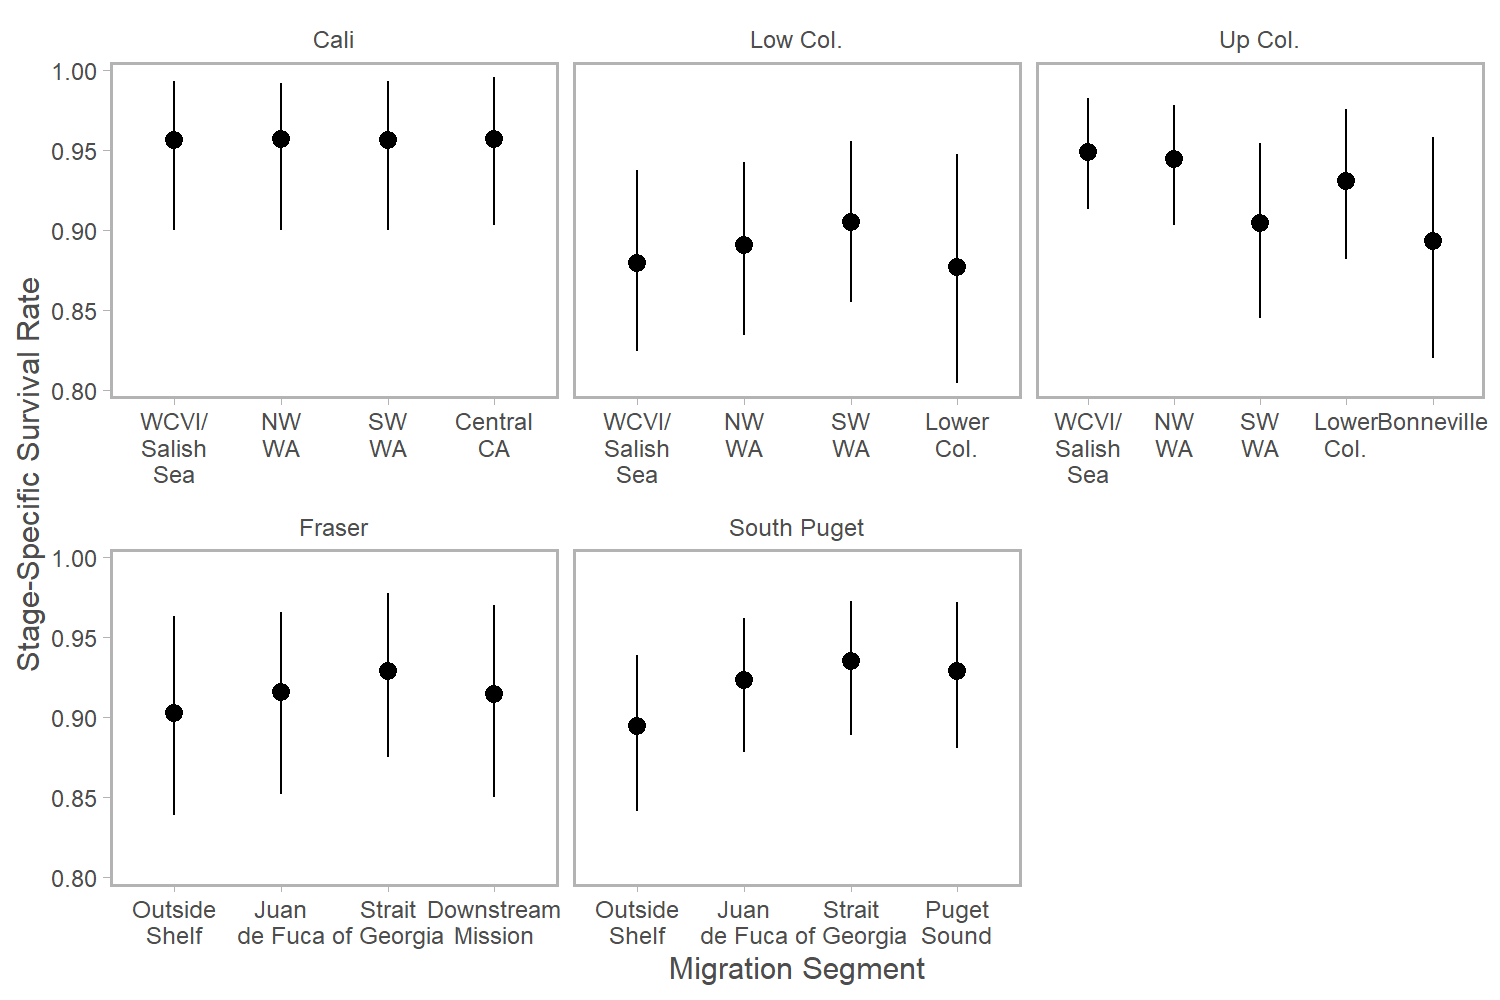 Cali
Low Col.
Up Col.
1.00
0.95
0.90
0.85
0.80
WCVI/
Salish
Sea
NW
WA
SW
WA
Central
CA
WCVI/
Salish
Sea
NW
WA
SW
WA
Lower
Col.
WCVI/
Salish
Sea
NW
WA
SW
WA
Lower
Col.
Bonneville
Stage-Specific Survival Rate
Fraser
South Puget
1.00
0.95
0.90
0.85
0.80
Outside
Shelf
Juan
de Fuca
Strait
of Georgia
Downstream
Mission
Outside
Shelf
Juan
de Fuca
Strait
of Georgia
Puget
Sound
Migration Segment